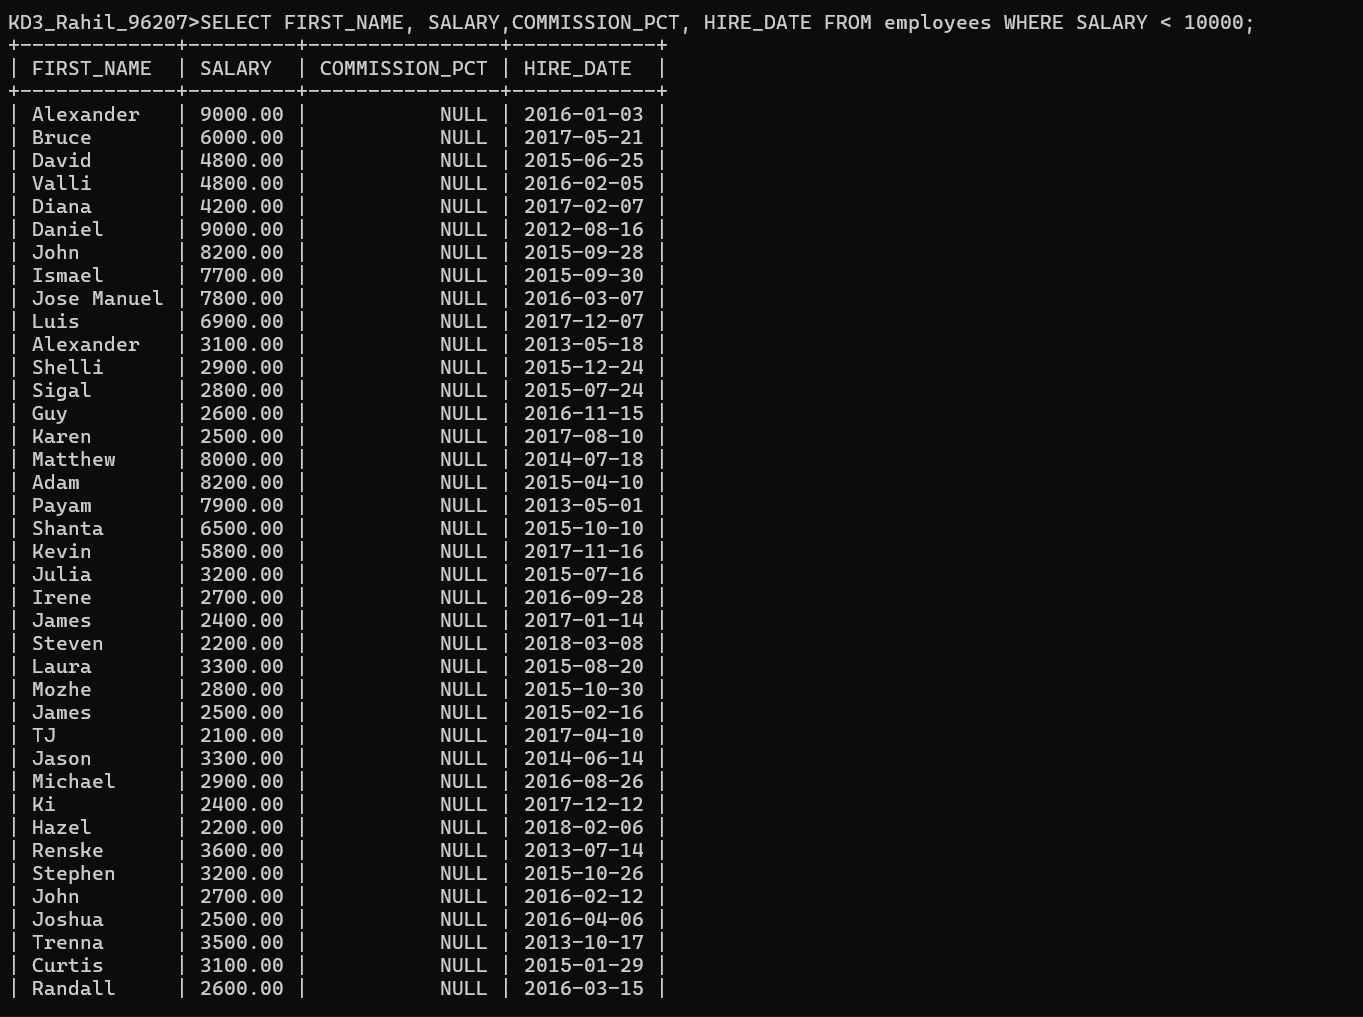 KD3_Rahil_96207>SELECT FIRST_NAME, SALARY,COMMISSION_PCT, HIRE_DATE FROM employees WHERE SALARY < 10000;
+-------------+---------+----------------+------------+
| FIRST_NAME  | SALARY  | COMMISSION_PCT | HIRE_DATE  |
+-------------+---------+----------------+------------+
| Alexander   | 9000.00 |           NULL | 2016-01-03 |
| Bruce       | 6000.00 |           NULL | 2017-05-21 |
| David       | 4800.00 |           NULL | 2015-06-25 |
| Valli       | 4800.00 |           NULL | 2016-02-05 |
| Diana       | 4200.00 |           NULL | 2017-02-07 |
| Daniel      | 9000.00 |           NULL | 2012-08-16 |
| John        | 8200.00 |           NULL | 2015-09-28 |
| Ismael      | 7700.00 |           NULL | 2015-09-30 |
| Jose Manuel | 7800.00 |           NULL | 2016-03-07 |
| Luis        | 6900.00 |           NULL | 2017-12-07 |
| Alexander   | 3100.00 |           NULL | 2013-05-18 |
| Shelli      | 2900.00 |           NULL | 2015-12-24 |
| Sigal       | 2800.00 |           NULL | 2015-07-24 |
| Guy         | 2600.00 |           NULL | 2016-11-15 |
| Karen       | 2500.00 |           NULL | 2017-08-10 |
| Matthew     | 8000.00 |           NULL | 2014-07-18 |
| Adam        | 8200.00 |           NULL | 2015-04-10 |
| Payam       | 7900.00 |           NULL | 2013-05-01 |
| Shanta      | 6500.00 |           NULL | 2015-10-10 |
| Kevin       | 5800.00 |           NULL | 2017-11-16 |
| Julia       | 3200.00 |           NULL | 2015-07-16 |
| Irene       | 2700.00 |           NULL | 2016-09-28 |
| James       | 2400.00 |           NULL | 2017-01-14 |
| Steven      | 2200.00 |           NULL | 2018-03-08 |
| Laura       | 3300.00 |           NULL | 2015-08-20 |
| Mozhe       | 2800.00 |           NULL | 2015-10-30 |
| James       | 2500.00 |           NULL | 2015-02-16 |
| TJ          | 2100.00 |           NULL | 2017-04-10 |
| Jason       | 3300.00 |           NULL | 2014-06-14 |
| Michael     | 2900.00 |           NULL | 2016-08-26 |
| Ki          | 2400.00 |           NULL | 2017-12-12 |
| Hazel       | 2200.00 |           NULL | 2018-02-06 |
| Renske      | 3600.00 |           NULL | 2013-07-14 |
| Stephen     | 3200.00 |           NULL | 2015-10-26 |
| John        | 2700.00 |           NULL | 2016-02-12 |
| Joshua      | 2500.00 |           NULL | 2016-04-06 |
| Trenna      | 3500.00 |           NULL | 2013-10-17 |
| Curtis      | 3100.00 |           NULL | 2015-01-29 |
| Randall     | 2600.00 |           NULL | 2016-03-15 |